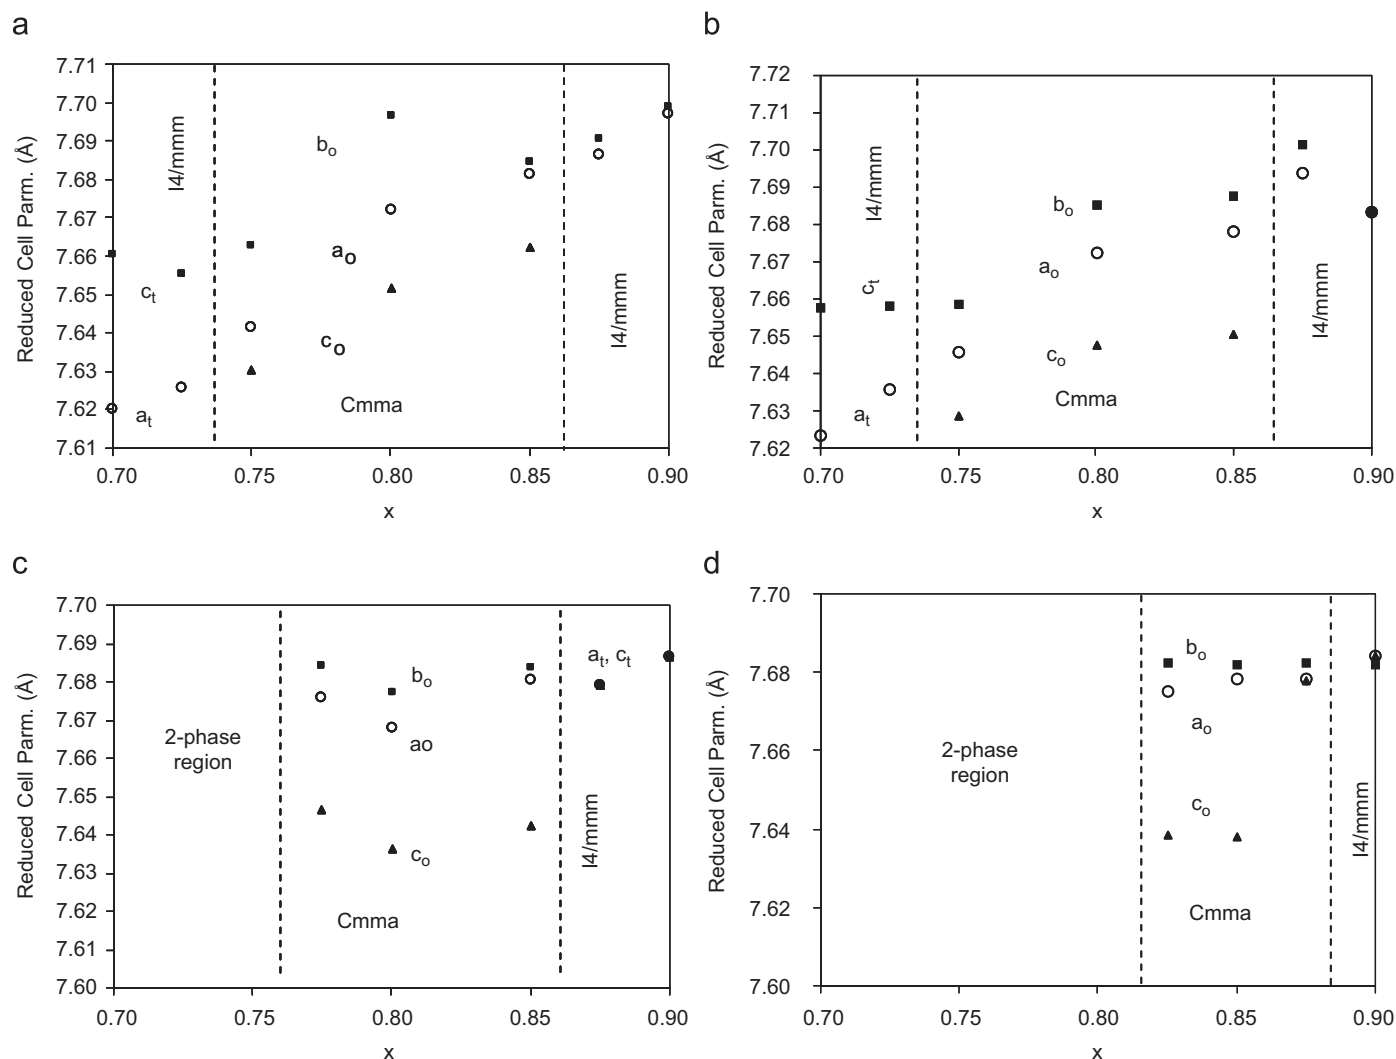 a
Reduced Cell Parm. (Å)
7.71
7.70
7.69
7.68
7.67
7.66
7.65
7.64
7.63
7.62
7.61
I4/mmm
b_o
a_o
c_t
c_o
a_t
Cmma
I4/mmm
0.70
0.75
0.80
0.85
0.90
x
b
Reduced Cell Parm. (Å)
7.72
7.71
7.70
7.69
7.68
7.67
7.66
7.65
7.64
7.63
7.62
I4/mmm
b_o
a_o
c_t
c_o
a_t
Cmma
I4/mmm
0.70
0.75
0.80
0.85
0.90
x
c
Reduced Cell Parm. (Å)
7.70
7.69
7.68
7.67
7.66
7.65
7.64
7.63
7.62
7.61
7.60
2-phase
region
b_o
ao
c_o
Cmma
a_t, c_t
I4/mmm
0.70
0.75
0.80
0.85
0.90
x
d
Reduced Cell Parm. (Å)
7.70
7.68
7.66
7.64
7.62
7.60
2-phase
region
b_o
a_o
c_o
Cmma
I4/mmm
0.70
0.75
0.80
0.85
0.90
x